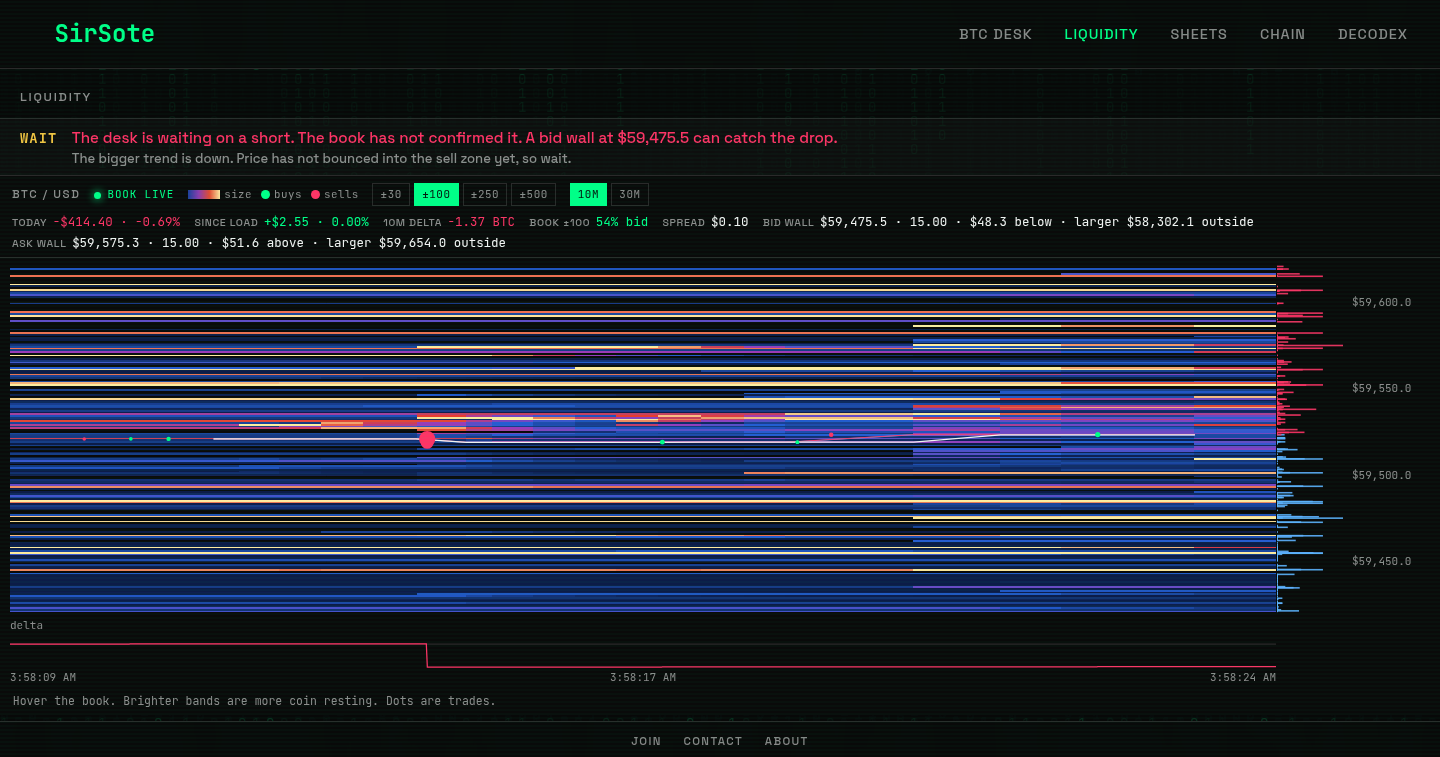 SirSote
BTC DESK LIQUIDITY SHEETS CHAIN DECODEX
LIQUIDITY
WAIT The desk is waiting on a short. The book has not confirmed it. A bid wall at $59,475.5 can catch the drop.
The bigger trend is down. Price has not bounced into the sell zone yet, so wait.
BTC / USD BOOK LIVE size buys sells ±30 ±100 ±250 ±500 10M 30M
TODAY -$414.40 · -0.69% SINCE LOAD +$2.55 · 0.00% 10M DELTA -1.37 BTC BOOK ±100 54% bid SPREAD $0.10 BID WALL $59,475.5 · 15.00 · $48.3 below · larger $58,302.1 outside
ASK WALL $59,575.3 · 15.00 · $51.6 above · larger $59,654.0 outside
$59,600.0
$59,550.0
$59,500.0
$59,450.0
delta
3:58:09 AM 3:58:17 AM 3:58:24 AM
Hover the book. Brighter bands are more coin resting. Dots are trades.
JOIN CONTACT ABOUT